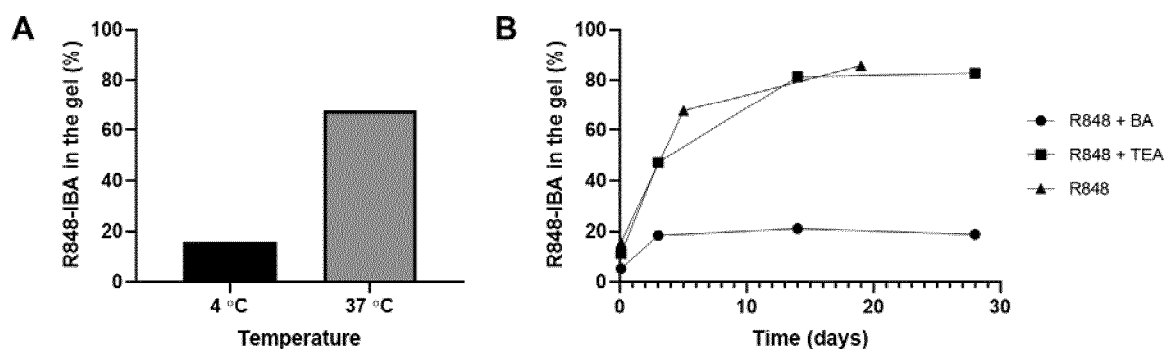 A
R848-IBA in the gel (%)
100
80
60
40
20
0
4 °C
37 °C
Temperature
B
R848-IBA in the gel (%)
100
80
60
40
20
0
0
10
20
30
Time (days)
R848 + BA
R848 + TEA
R848